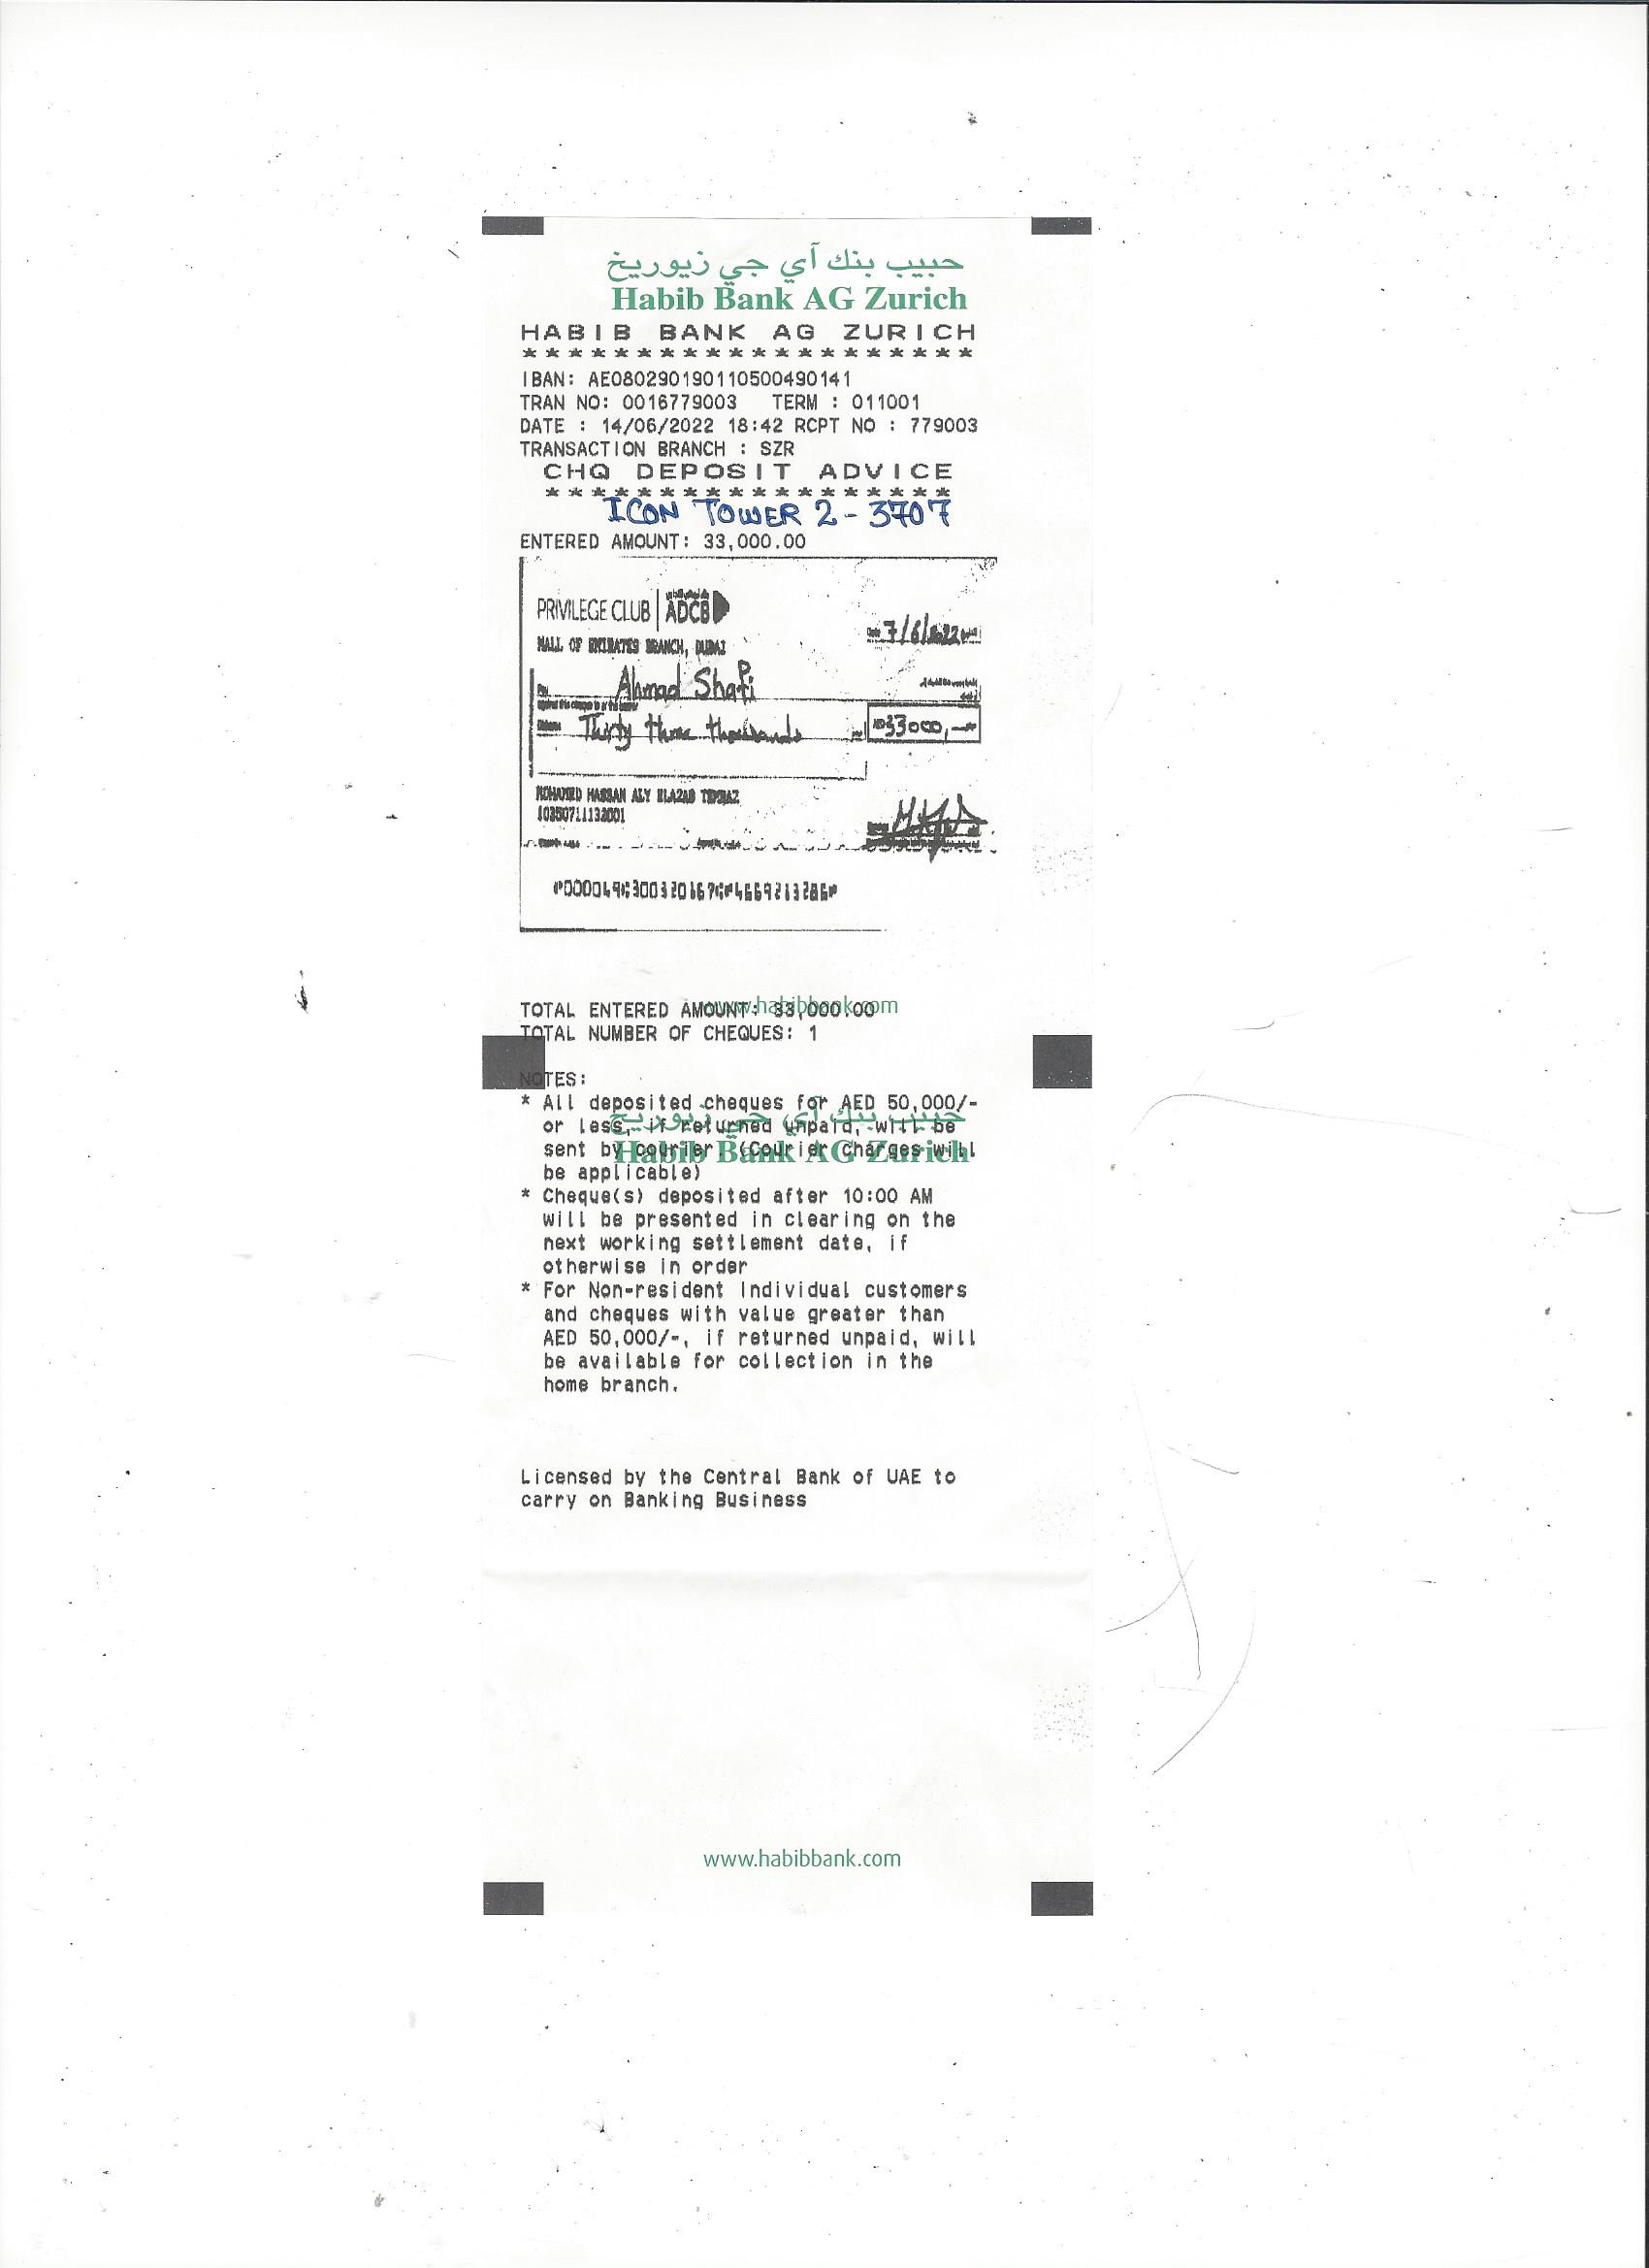 حبيب بنك آي جي زيوريخ
Habib Bank AG Zurich
HABIB BANK AG ZURICH
* * * * * * * * * * * * * * * * * * * *
IBAN: AE080290190110500490141
TRAN NO: 0016779003 TERM : 011001
DATE : 14/06/2022 18:42 RCPT NO : 779003
TRANSACTION BRANCH : SZR
CHQ DEPOSIT ADVICE
* * * * * * * * * * * * * * * * * *
ICON TOWER 2 - 3707
ENTERED AMOUNT: 33,000.00
PRIVILEGE CLUB ADCB
MALL OF EMIRATES BRANCH, DUBAI
7/6/2022
Pay Ahmad Shafi
Thirty three thousands 33000,-
MOHAMED HASSAN ALY ELAZAB
10350711132001
www.habibbank.com
TOTAL ENTERED AMOUNT: 33,000.00
TOTAL NUMBER OF CHEQUES: 1
NOTES:
* All deposited cheques for AED 50,000/-
حبيب بنك آي جي زيوريخ
or less, if returned unpaid, will be
Habib Bank AG Zurich
sent by courier. (Courier charges will
be applicable)
* Cheque(s) deposited after 10:00 AM
will be presented in clearing on the
next working settlement date, if
otherwise in order
* For Non-resident Individual customers
and cheques with value greater than
AED 50,000/-, if returned unpaid, will
be available for collection in the
home branch.
Licensed by the Central Bank of UAE to
carry on Banking Business
www.habibbank.com